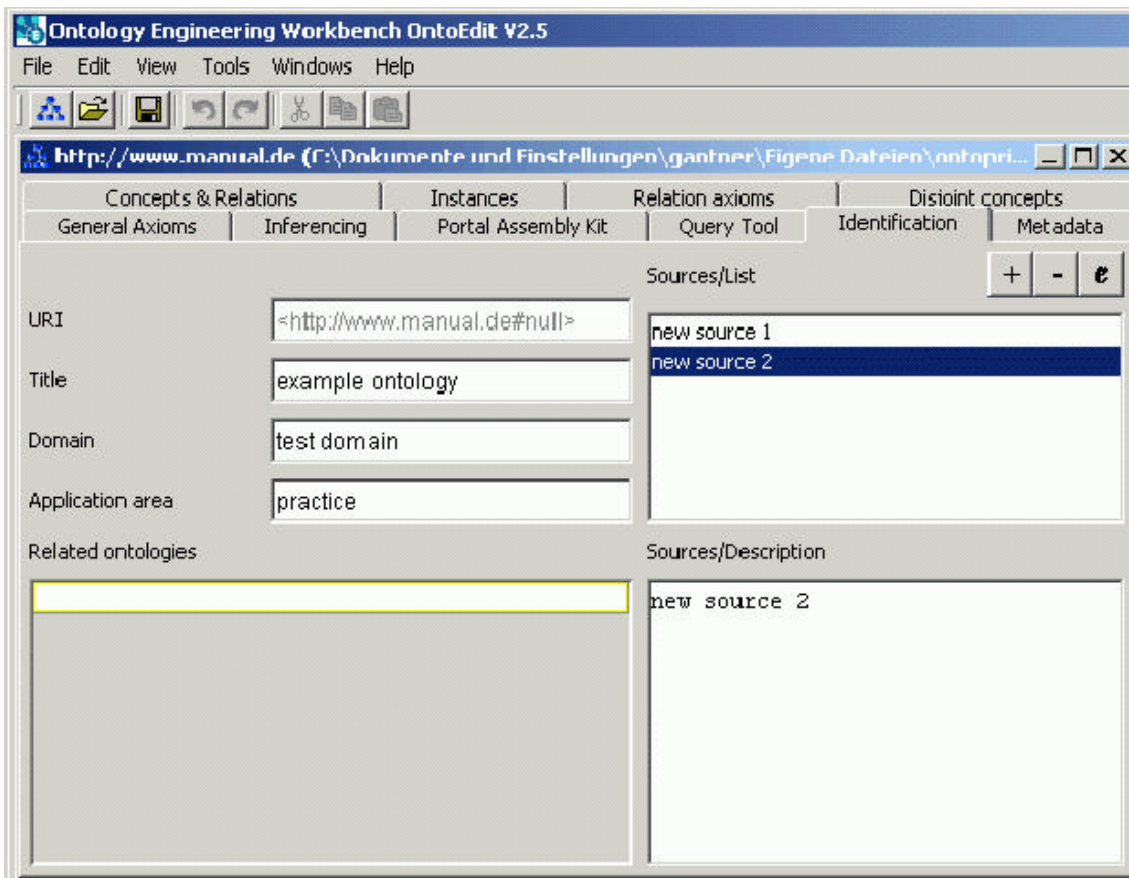 Ontology Engineering Workbench OntoEdit V2.5
File Edit View Tools Windows Help
http://www.manual.de (C:\Dokumente und Einstellungen\gantner\Eigene Dateien\ontopri...
Concepts & Relations Instances Relation axioms Disjoint concepts
General Axioms Inferencing Portal Assembly Kit Query Tool Identification Metadata
Sources/List + - e
URI <http://www.manual.de#null>
new source 1
new source 2
Title example ontology
Domain test domain
Application area practice
Related ontologies
Sources/Description
new source 2